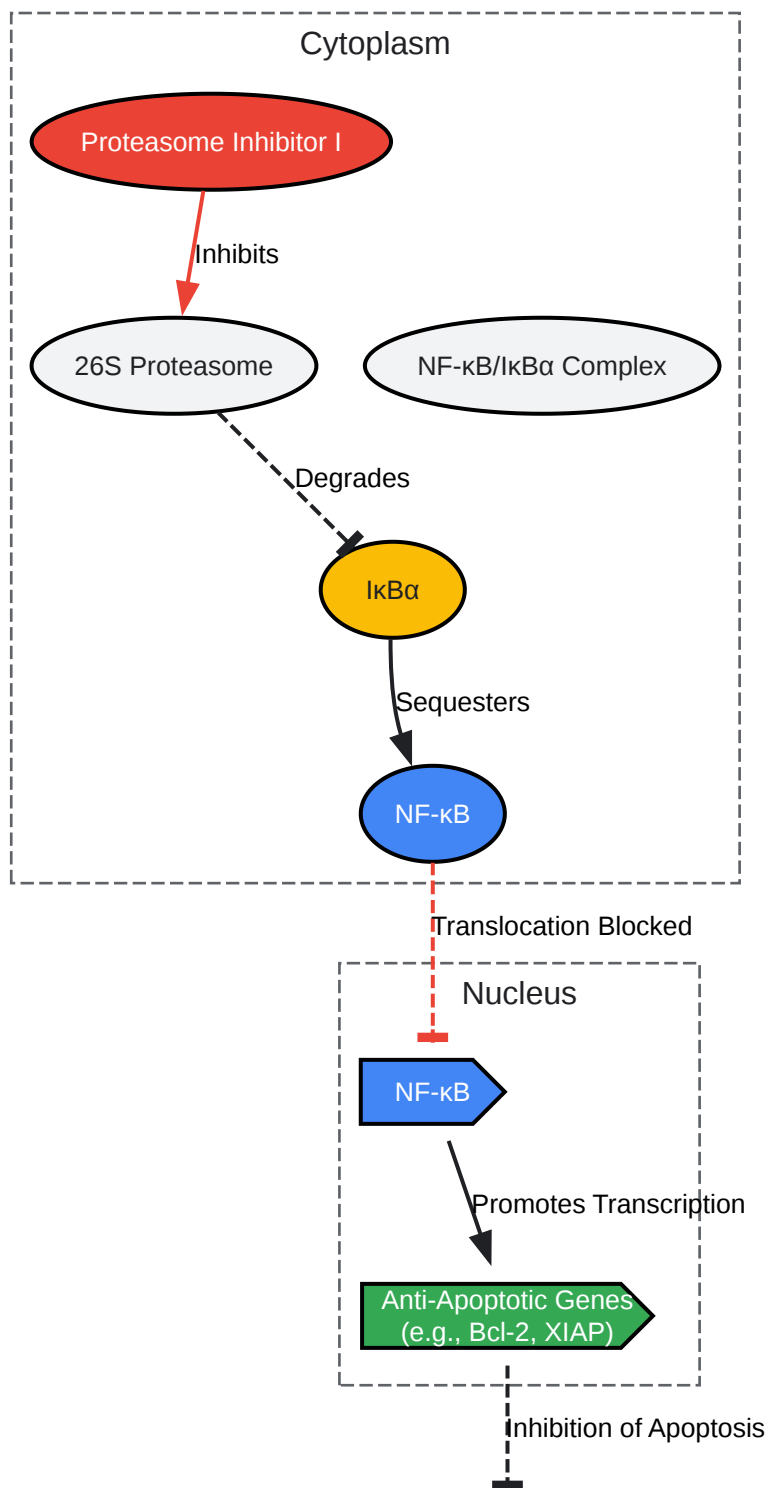 Cytoplasm
Proteasome Inhibitor I
Inhibits
26S Proteasome
NF-κB/IκBα Complex
Degrades
IκBα
Sequesters
NF-κB
Translocation Blocked
Nucleus
NF-κB
Promotes Transcription
Anti-Apoptotic Genes
(e.g., Bcl-2, XIAP)
Inhibition of Apoptosis